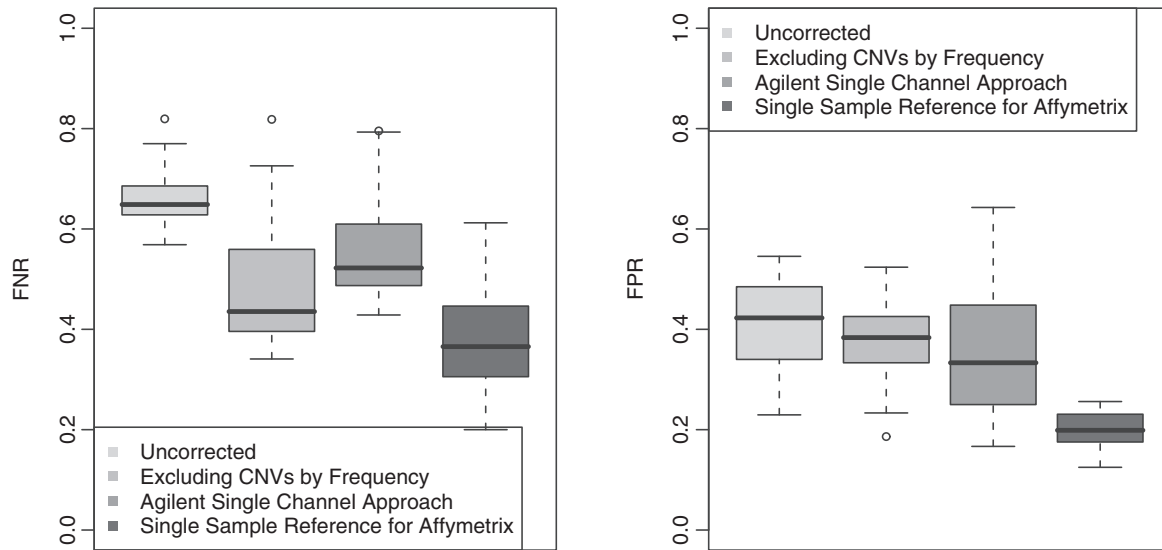 1.0
0.8
0.6
0.4
0.2
0.0
FNR
Uncorrected
Excluding CNVs by Frequency
Agilent Single Channel Approach
Single Sample Reference for Affymetrix
1.0
0.8
0.6
0.4
0.2
0.0
FPR
Uncorrected
Excluding CNVs by Frequency
Agilent Single Channel Approach
Single Sample Reference for Affymetrix